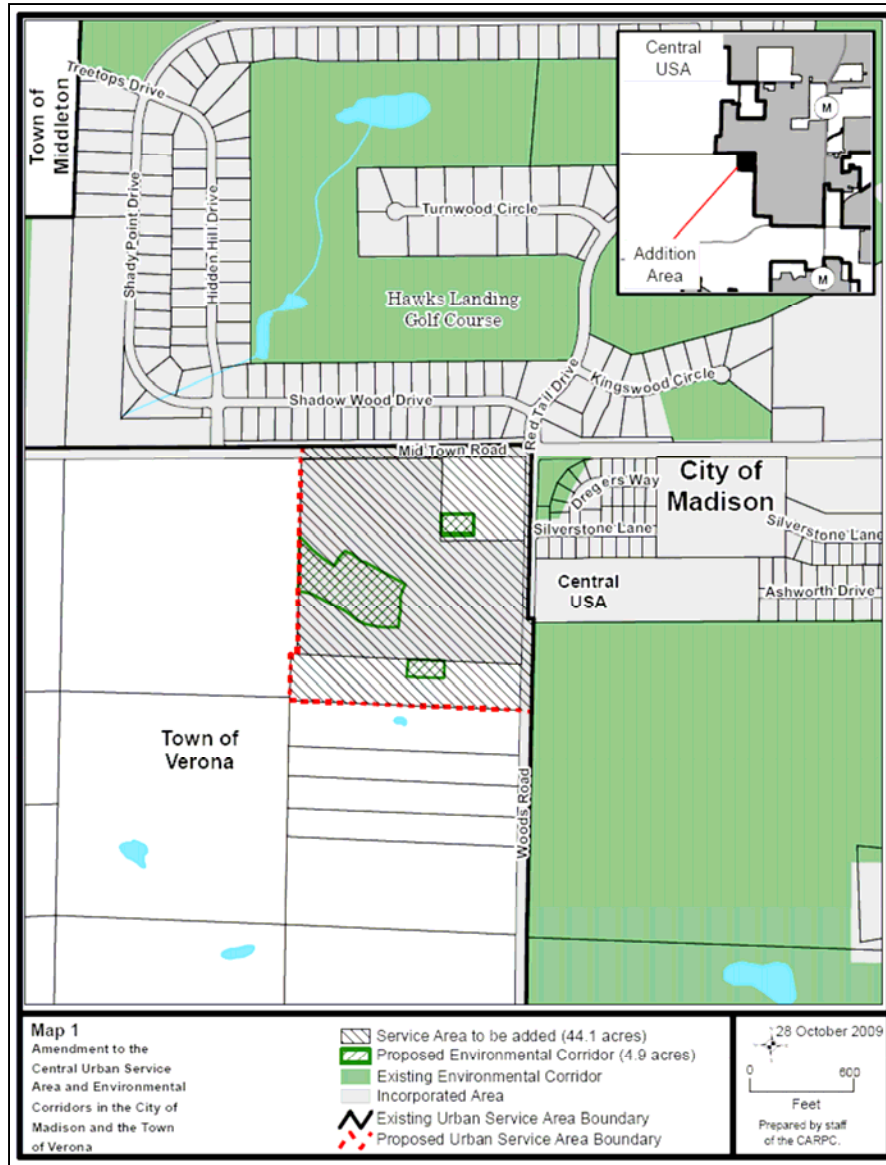 Central
USA
M
Addition
Area
M
Town of
Middleton
Treetops Drive
Shady Point Drive
Hidden Hill Drive
Turnwood Circle
Hawks Landing
Golf Course
Shadow Wood Drive
Red Tail Drive
Kingswood Circle
Mid Town Road
City of
Madison
Dregers Way
Silverstone Lane
Silverstone Lane
Central
USA
Ashworth Drive
Town of
Verona
Woods Road
Map 1
Amendment to the
Central Urban Service
Area and Environmental
Corridors in the City of
Madison and the Town
of Verona
Service Area to be added (44.1 acres)
Proposed Environmental Corridor (4.9 acres)
Existing Environmental Corridor
Incorporated Area
Existing Urban Service Area Boundary
Proposed Urban Service Area Boundary
28 October 2009
0 600
Feet
Prepared by staff
of the CARPC.